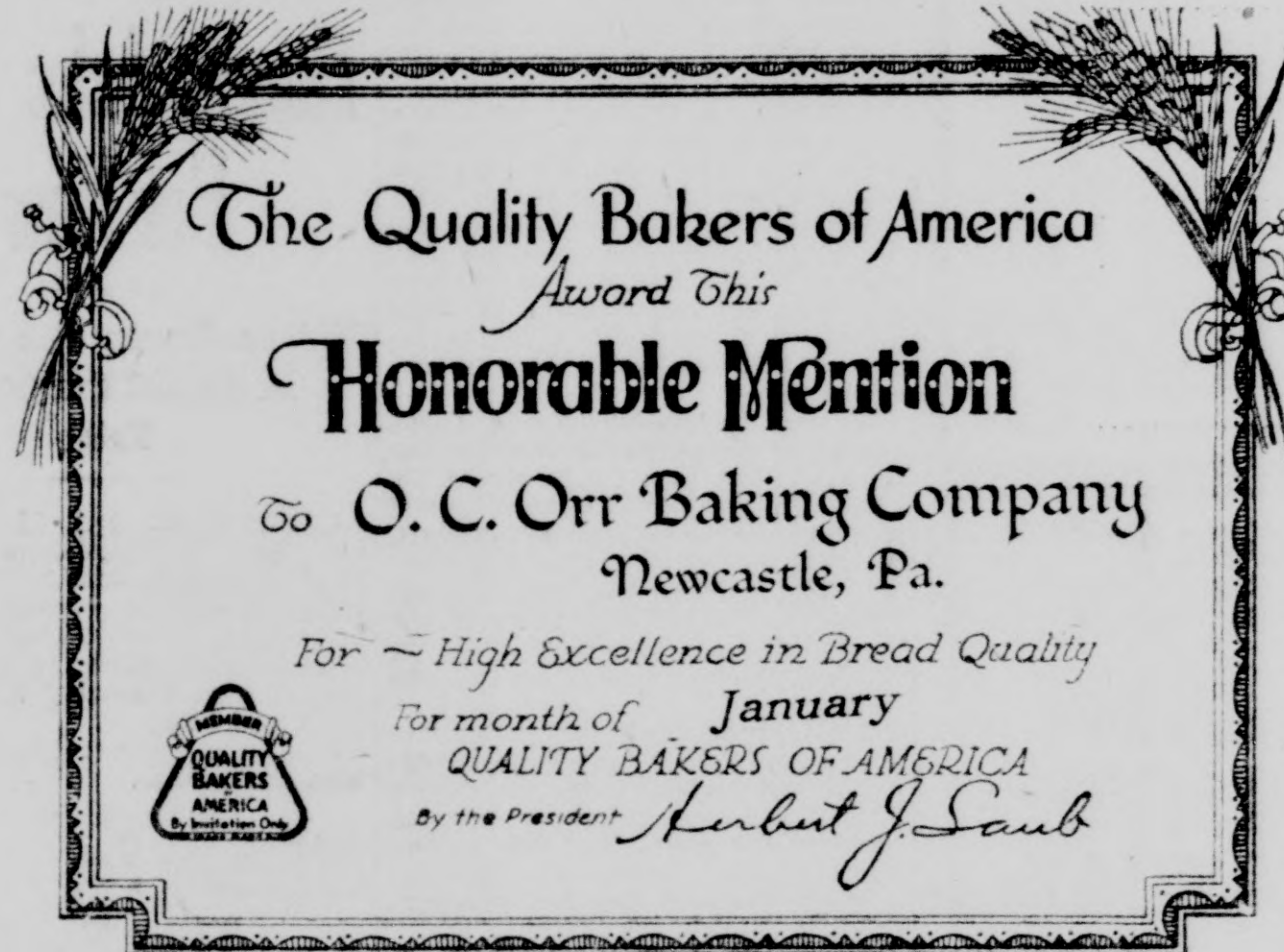 The Quality Bakers of America
Award This
Honorable Mention
To O. C. Orr Baking Company
Newcastle, Pa.
For ~ High Excellence in Bread Quality
For month of January
QUALITY BAKERS OF AMERICA
By the President Herbert J. Saub
MEMBER
QUALITY
BAKERS
OF
AMERICA
By Invitation Only